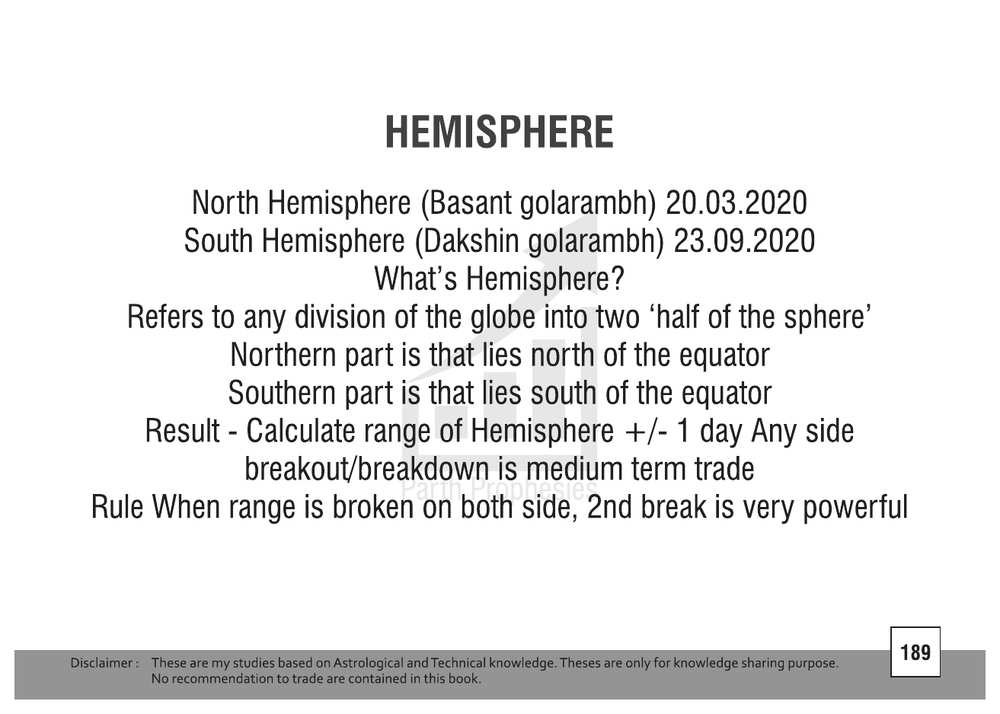 HEMISPHERE
North Hemisphere (Basant golarambh) 20.03.2020
South Hemisphere (Dakshin golarambh) 23.09.2020
What's Hemisphere?
Refers to any division of the globe into two ‘half of the sphere’
Northern part is that lies north of the equator
Southern part is that lies south of the equator
Result - Calculate range of Hemisphere +/- 1 day Any side
breakout/breakdown is medium term trade
Parth Prophesies
Rule When range is broken on both side, 2nd break is very powerful
189
Disclaimer : These are my studies based on Astrological and Technical knowledge. Theses are only for knowledge sharing purpose.
No recommendation to trade are contained in this book.